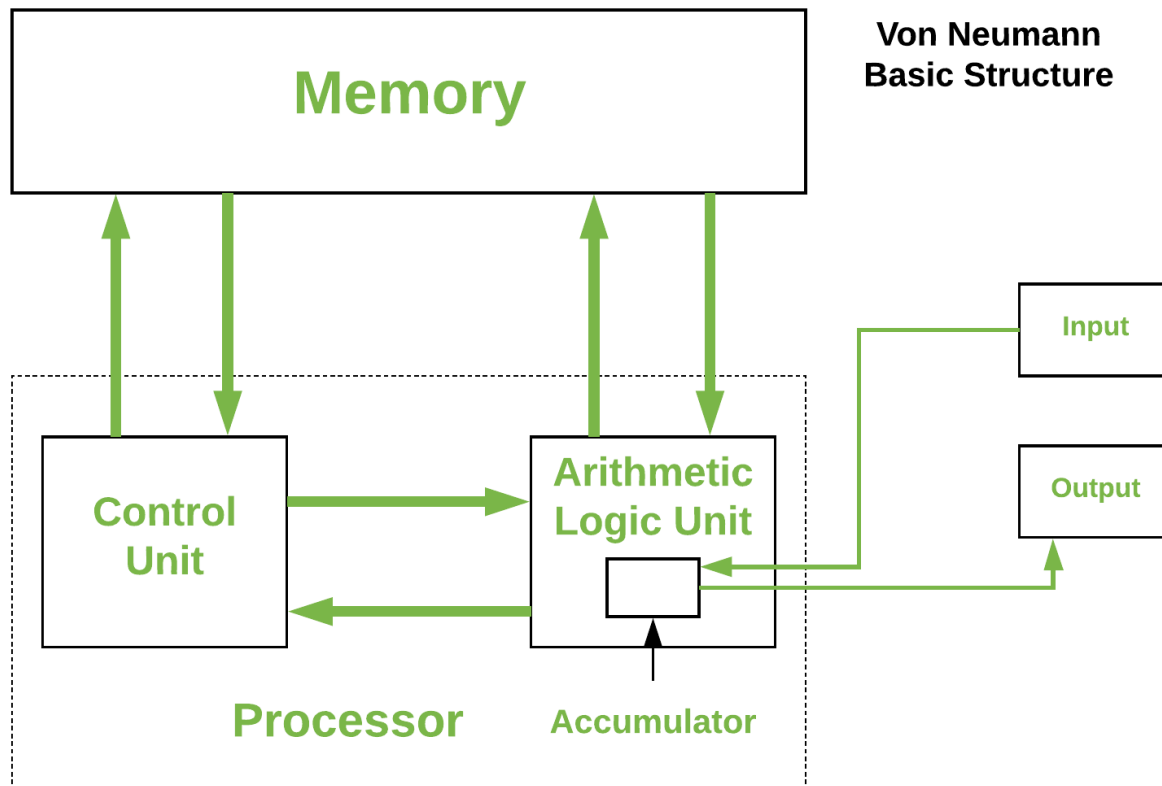 Von Neumann
Basic Structure
Memory
Input
Control
Unit
Arithmetic
Logic Unit
Output
Processor
Accumulator